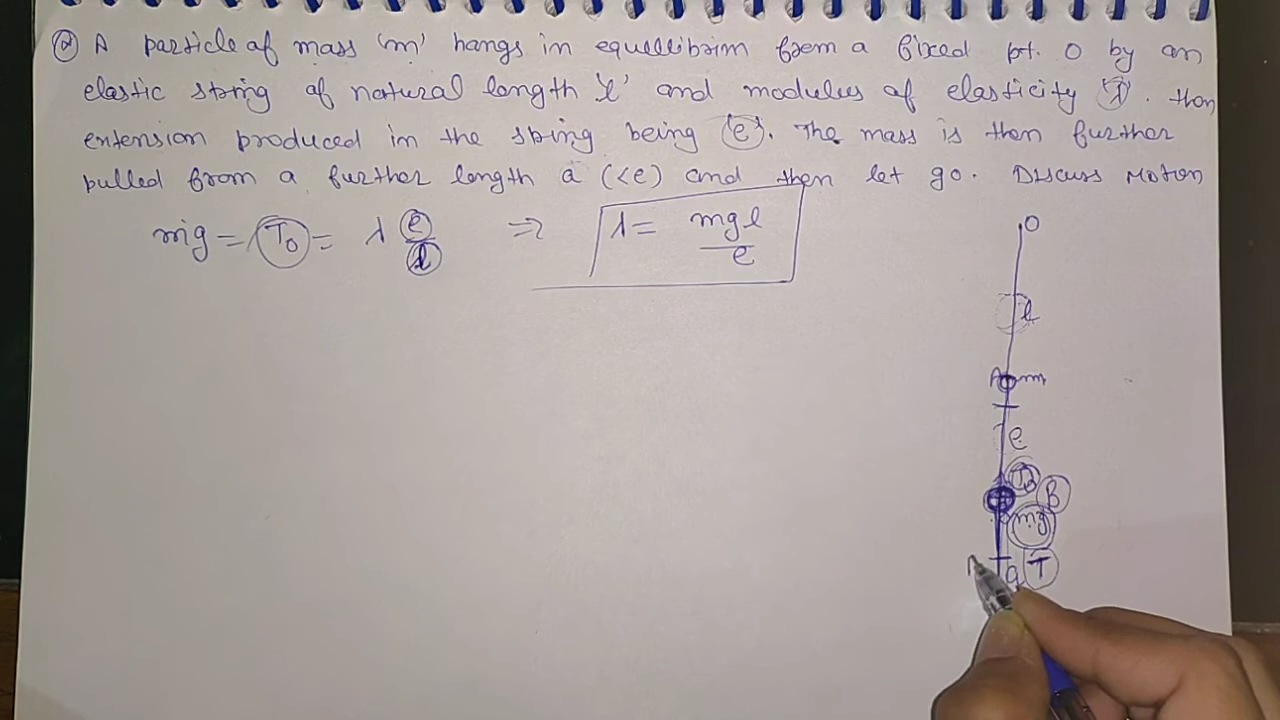 ② A particle of mass 'm' hangs in equilibrim from a fixed pt. O by an
elastic string of natural length 'l' and modulus of elasticity 'λ'. then
extension produced in the string being 'e'. The mass is then further
pulled from a further length a (<e) and then let go. DISCUSS MOTION
mg = T₀ = λ e/l ⇒ λ = mgl/e
O
l
A m
e
T₀
B
mg
a T